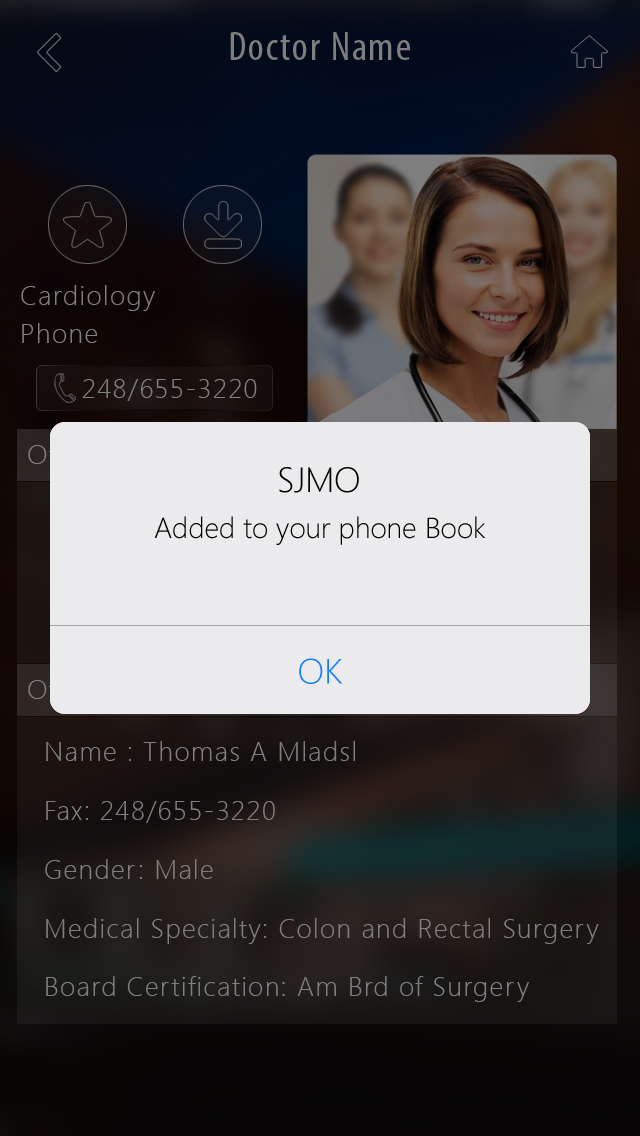 Doctor Name
Cardiology
Phone
248/655-3220
SJMO
Added to your phone Book
OK
Name : Thomas A Mladsl
Fax: 248/655-3220
Gender: Male
Medical Specialty: Colon and Rectal Surgery
Board Certification: Am Brd of Surgery